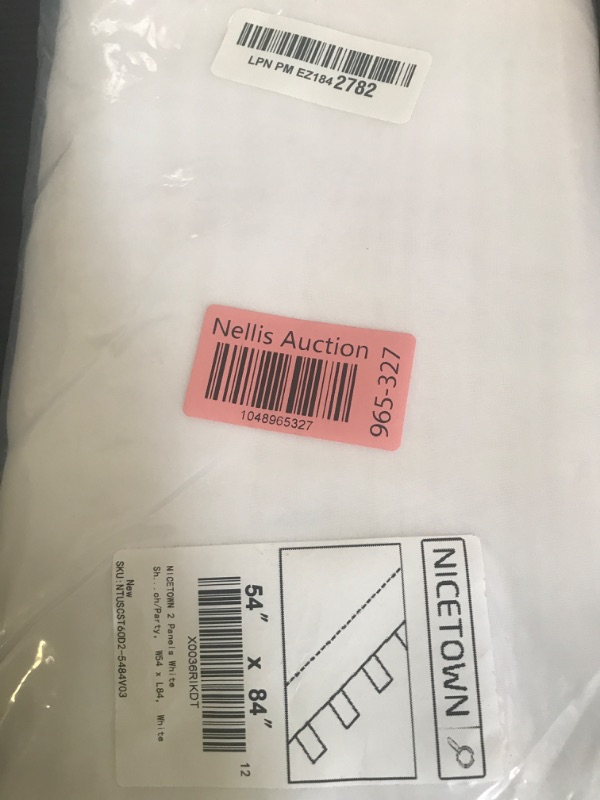 LPN PM EZ184 2782
Nellis Auction
1048965327
965-327
NICETOWN
54" x 84"
12
X0036RIKDT
NICETOWN 2 Panels White
Sh...ch/Party, W54 x L84, White
New
SKU:NTUSCST60D2-5484V03